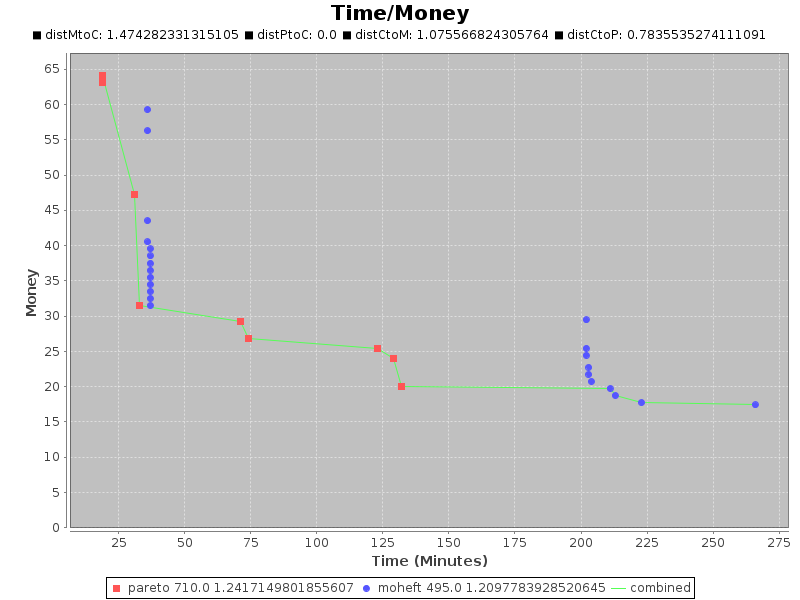 Time/Money
distMtoC: 1.474282331315105 distPtoC: 0.0 distCtoM: 1.075566824305764 distCtoP: 0.7835535274111091
65
60
55
50
45
40
35
30
25
20
15
10
5
0
Money
25 50 75 100 125 150 175 200 225 250 275
Time (Minutes)
pareto 710.0 1.2417149801855607 moheft 495.0 1.2097783928520645 combined